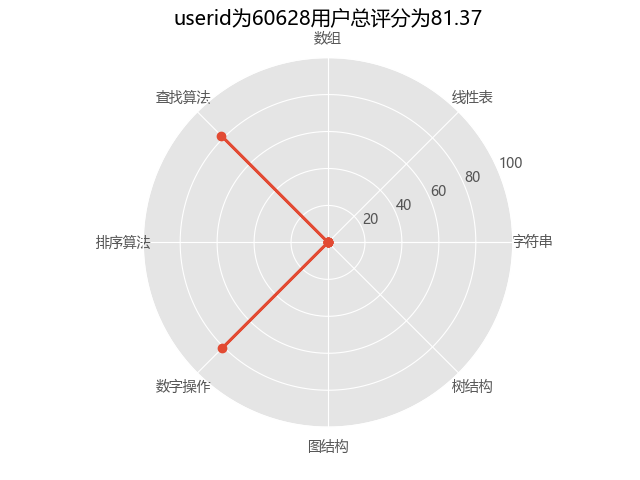 userid为60628用户总评分为81.37
数组
查找算法
线性表
100
80
60
40
20
排序算法
字符串
数字操作
树结构
图结构